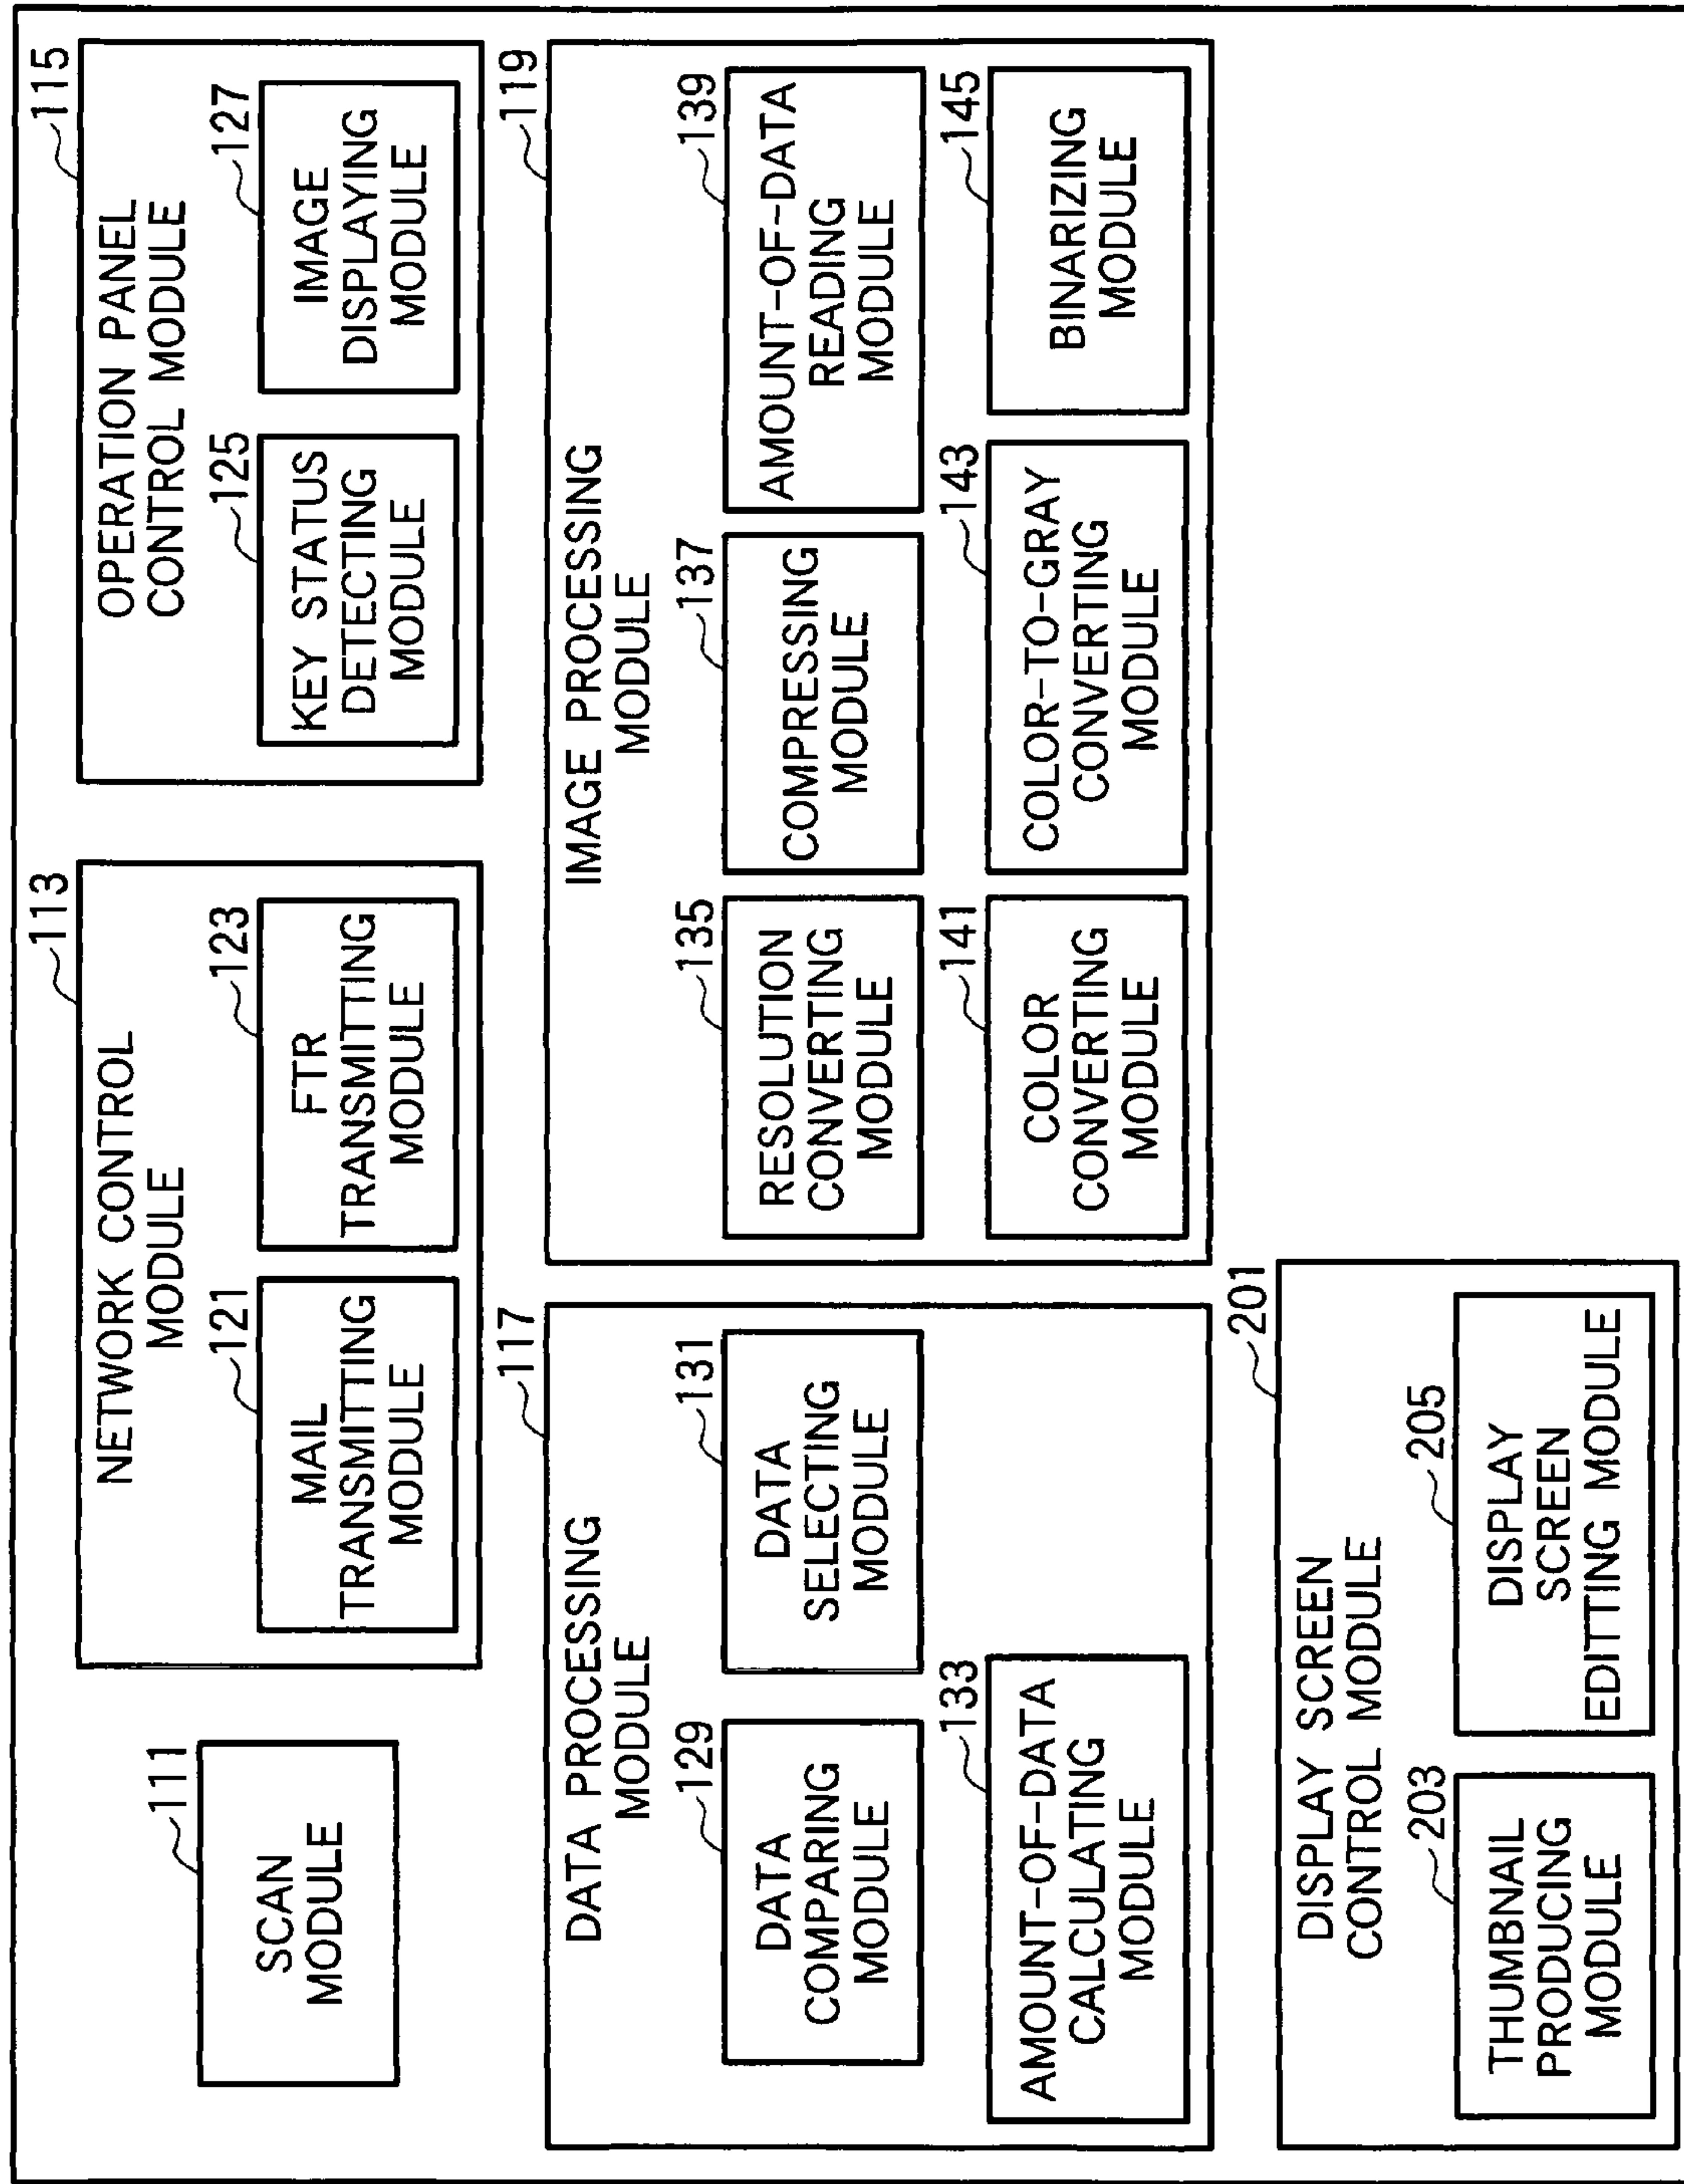 111
SCAN
MODULE
113
NETWORK CONTROL
MODULE
121
MAIL
TRANSMITTING
MODULE
123
FTR
TRANSMITTING
MODULE
115
OPERATION PANEL
CONTROL MODULE
125
KEY STATUS
DETECTING
MODULE
127
IMAGE
DISPLAYING
MODULE
117
DATA PROCESSING
MODULE
129
DATA
COMPARING
MODULE
131
DATA
SELECTING
MODULE
133
AMOUNT-OF-DATA
CALCULATING
MODULE
119
IMAGE PROCESSING
MODULE
135
RESOLUTION
CONVERTING
MODULE
137
COMPRESSING
MODULE
139
AMOUNT-OF-DATA
READING
MODULE
141
COLOR
CONVERTING
MODULE
143
COLOR-TO-GRAY
CONVERTING
MODULE
145
BINARIZING
MODULE
201
DISPLAY SCREEN
CONTROL MODULE
203
THUMBNAIL
PRODUCING
MODULE
205
DISPLAY
SCREEN
EDITTING MODULE